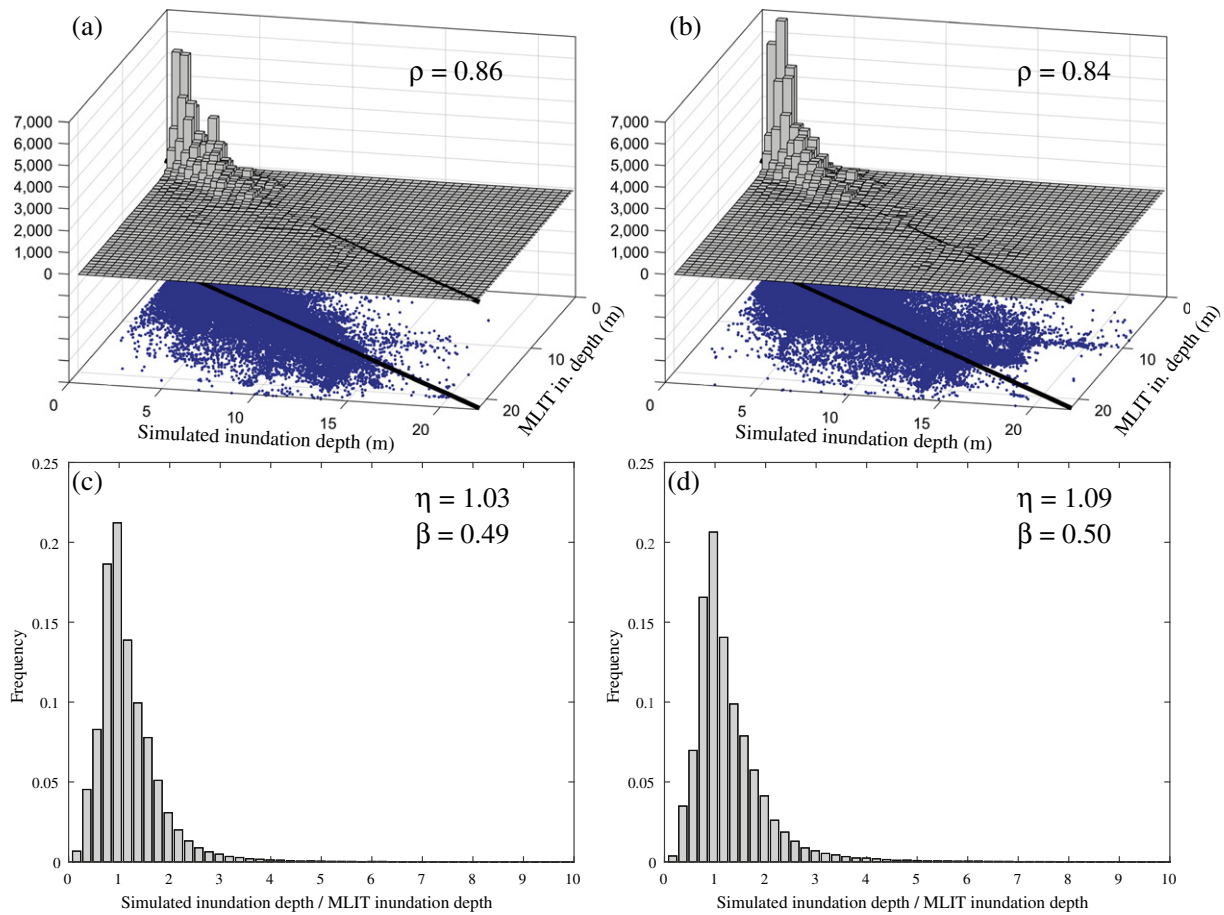 (a)
ρ = 0.86
7,000
6,000
5,000
4,000
3,000
2,000
1,000
0
0
5
10
15
20
0
10
20
Simulated inundation depth (m)
MLIT in. depth (m)
(b)
ρ = 0.84
7,000
6,000
5,000
4,000
3,000
2,000
1,000
0
0
5
10
15
20
0
10
20
Simulated inundation depth (m)
MLIT in. depth (m)
(c)
η = 1.03
β = 0.49
0.25
0.2
0.15
0.1
0.05
0
Frequency
0 1 2 3 4 5 6 7 8 9 10
Simulated inundation depth / MLIT inundation depth
(d)
η = 1.09
β = 0.50
0.25
0.2
0.15
0.1
0.05
0
Frequency
0 1 2 3 4 5 6 7 8 9 10
Simulated inundation depth / MLIT inundation depth